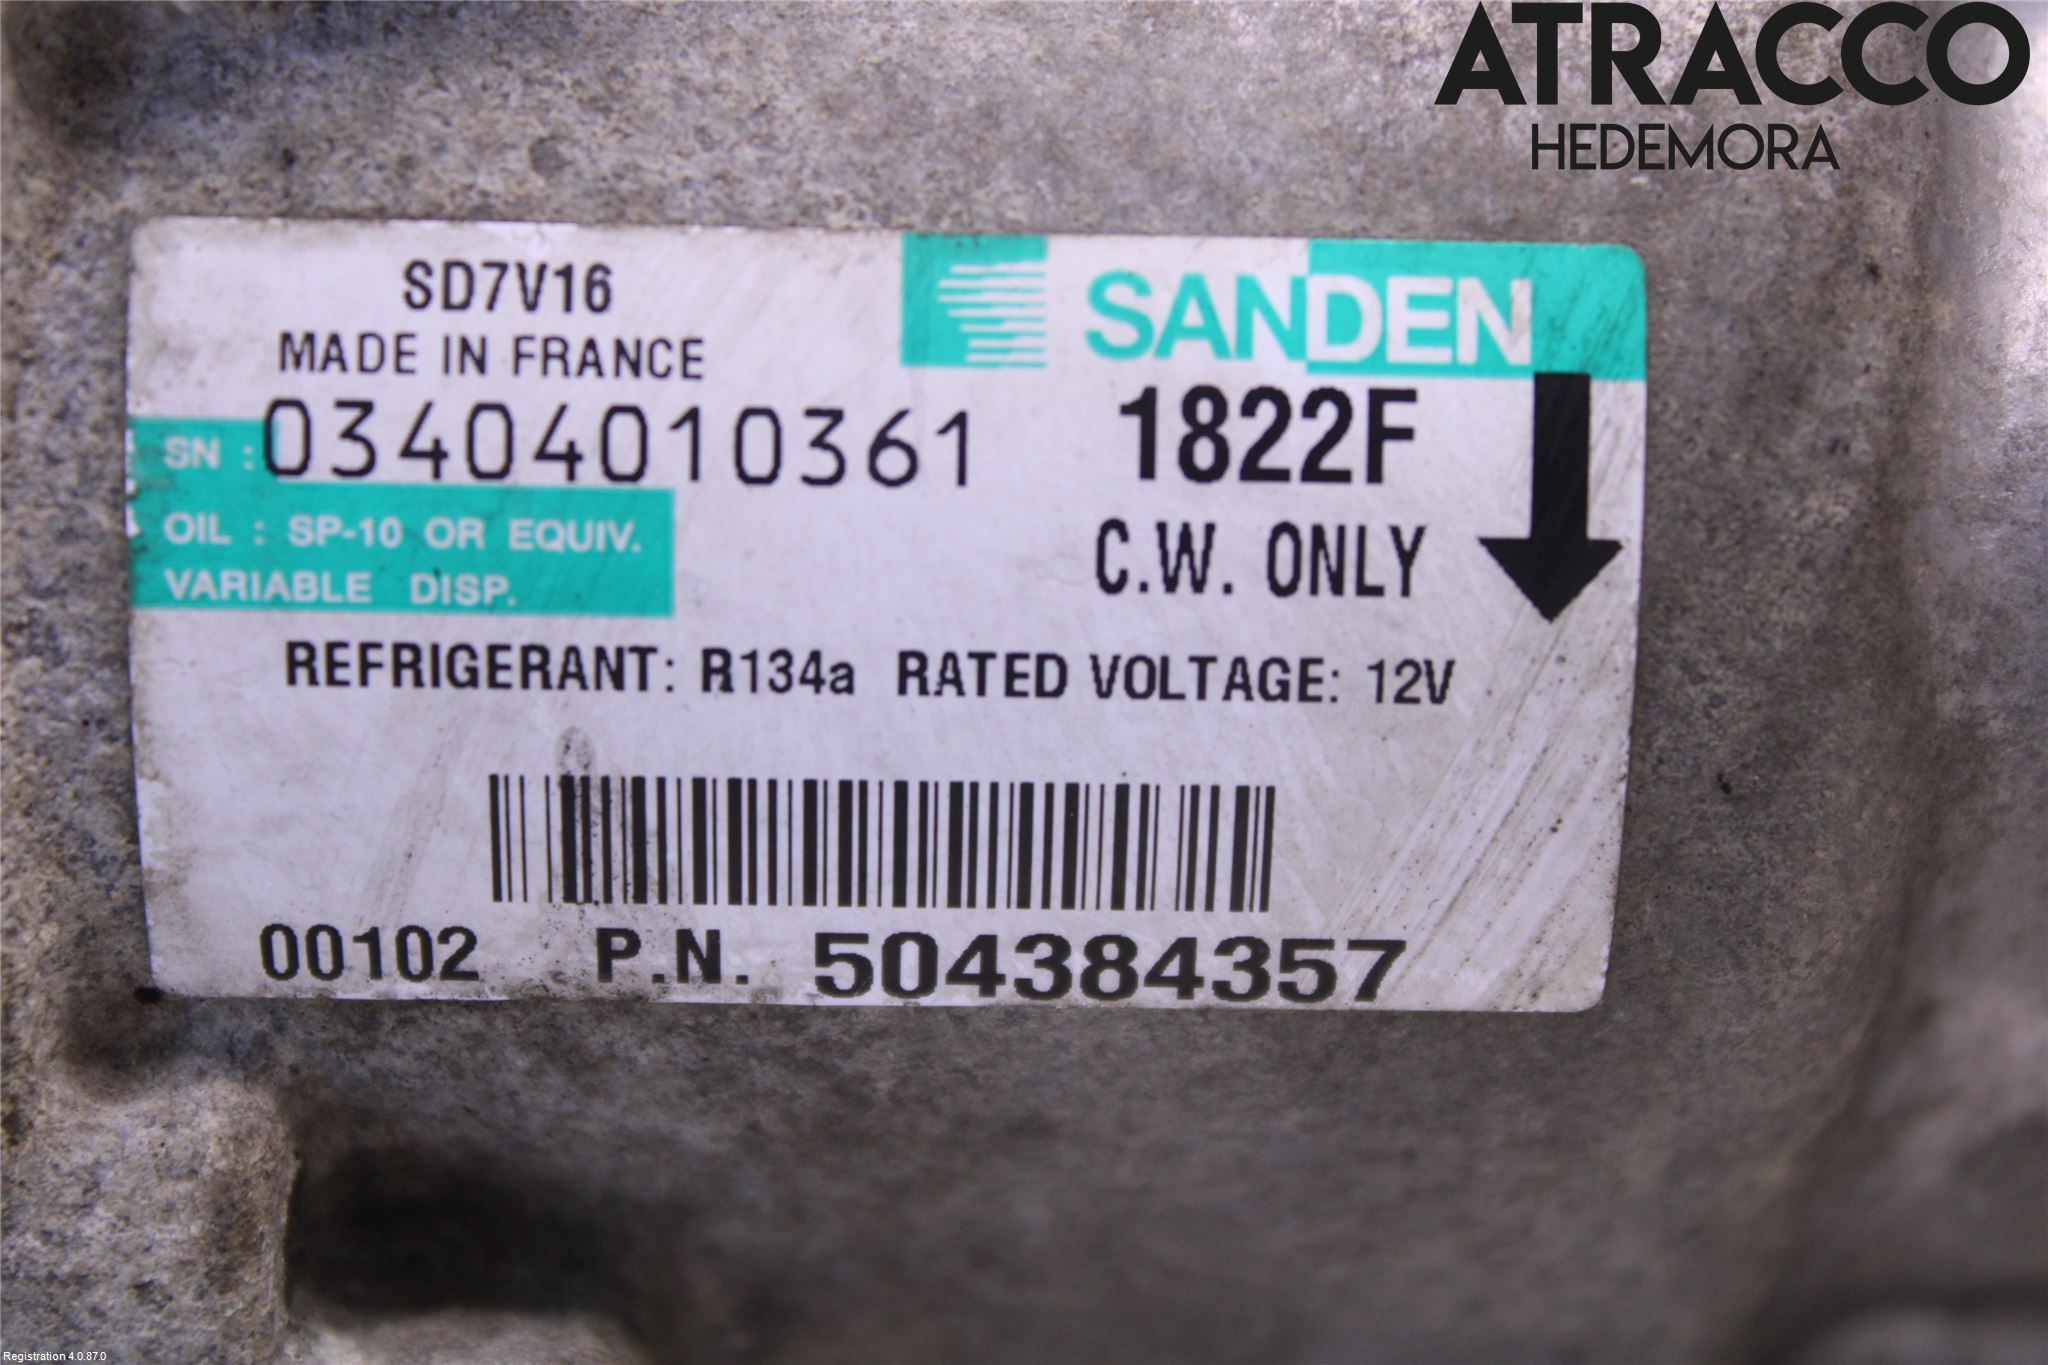 ATRACCO
HEDEMORA
SD7V16
SANDEN
MADE IN FRANCE
SN : 03404010361
1822F
OIL : SP-10 OR EQUIV.
C.W. ONLY
VARIABLE DISP.
REFRIGERANT: R134a RATED VOLTAGE: 12V
00102 P.N. 504384357
Registration 4.0.87.0